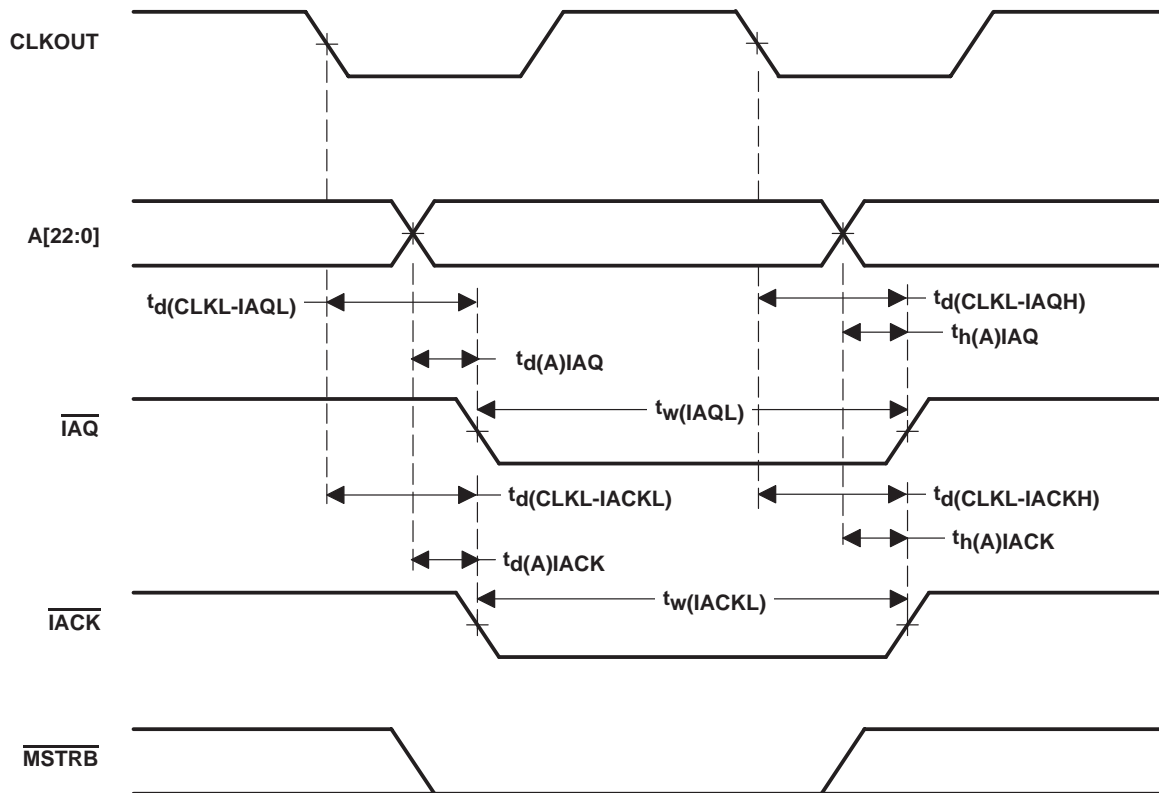 CLKOUT
A[22:0]
td(CLKL-IAQL)
td(CLKL-IAQH)
th(A)IAQ
td(A)IAQ
tw(IAQL)
IAQ
td(CLKL-IACKL)
td(CLKL-IACKH)
th(A)IACK
td(A)IACK
tw(IACKL)
IACK
MSTRB